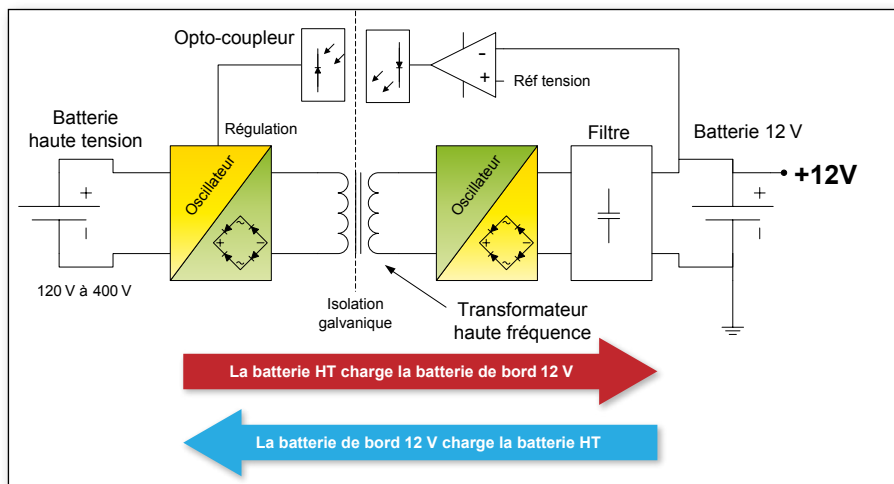 Opto-coupleur
-
+
Réf tension
Batterie
haute tension
Régulation
Filtre
Batterie 12 V
+
–
Oscillateur
+
~
~
–
Oscillateur
+
~
~
–
+
–
+12V
120 V à 400 V
Isolation
galvanique
Transformateur
haute fréquence
La batterie HT charge la batterie de bord 12 V
La batterie de bord 12 V charge la batterie HT